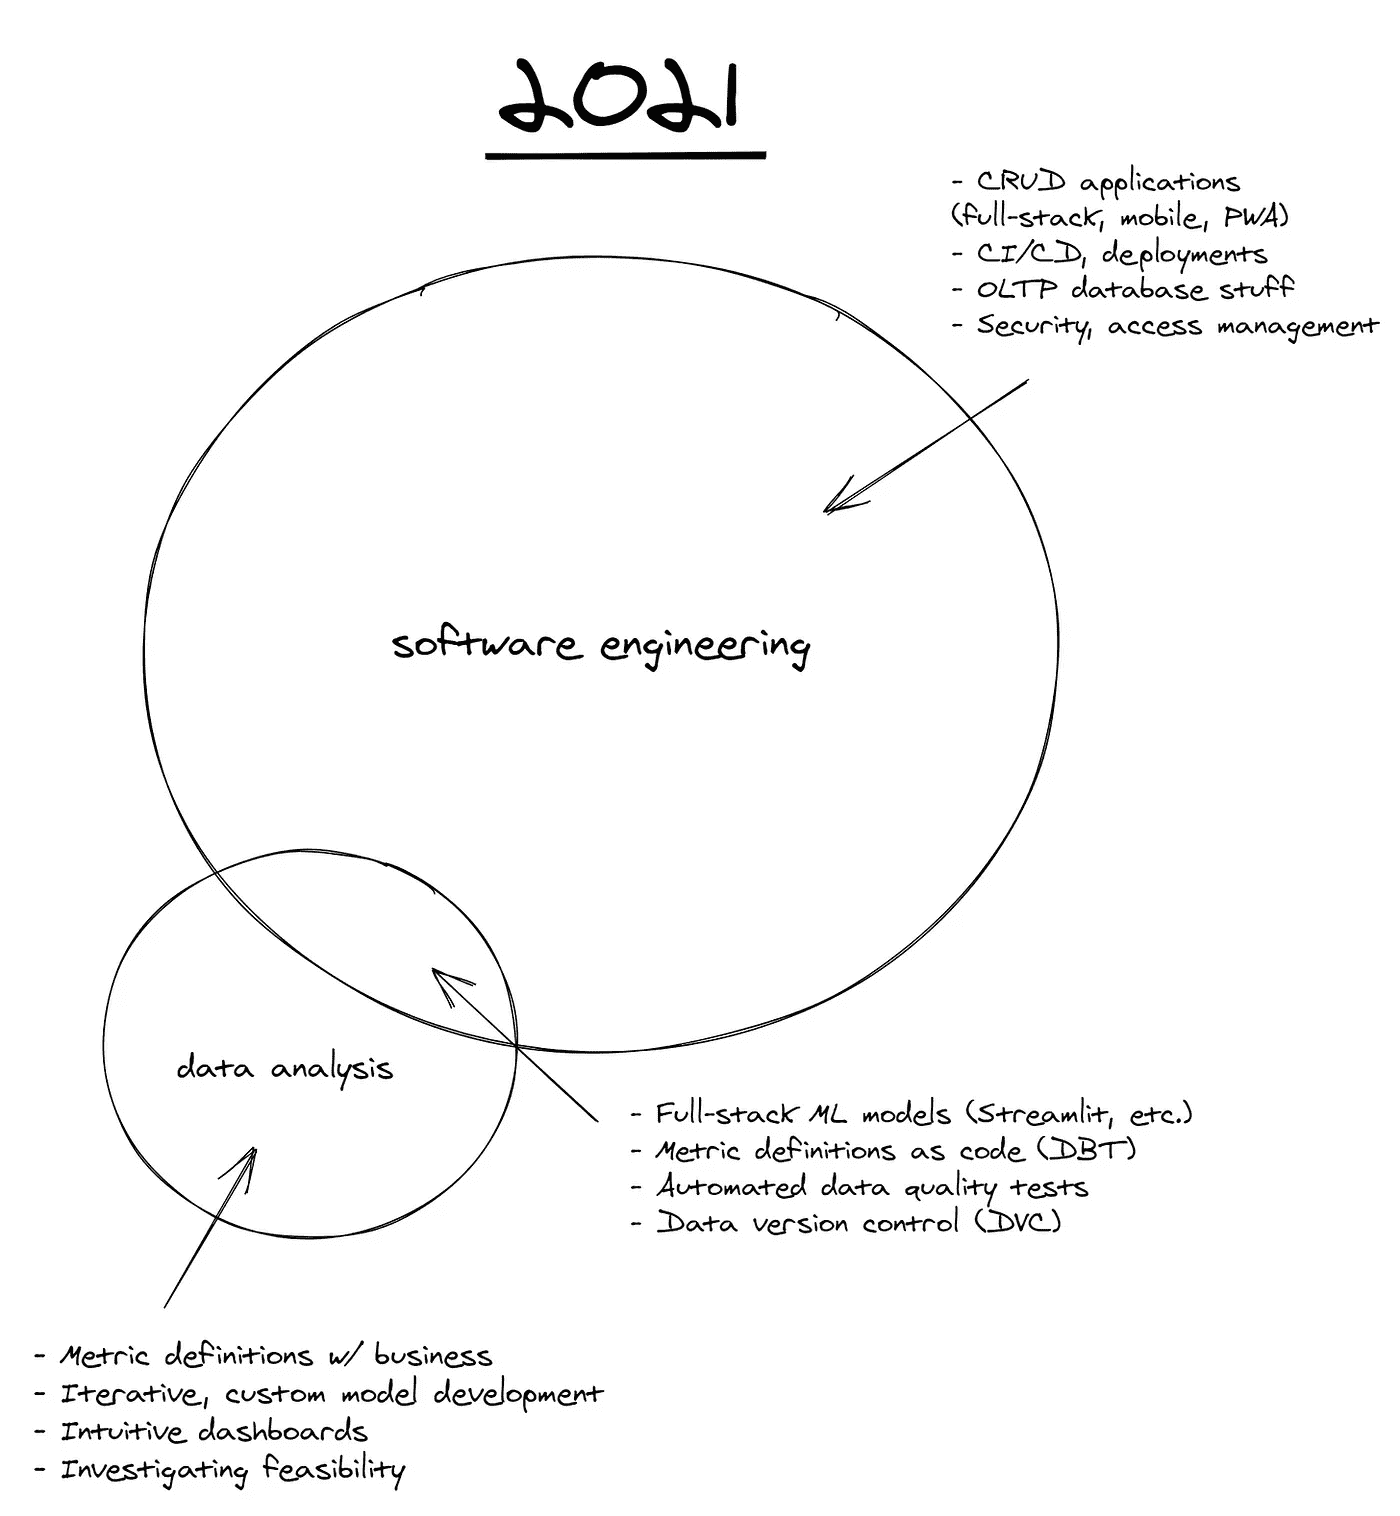 2021
- CRUD applications
(full-stack, mobile, PWA)
- CI/CD, deployments
- OLTP database stuff
- Security, access management
software engineering
data analysis
- Full-stack ML models (Streamlit, etc.)
- Metric definitions as code (DBT)
- Automated data quality tests
- Data version control (DVC)
- Metric definitions w/ business
- Iterative, custom model development
- Intuitive dashboards
- Investigating feasibility